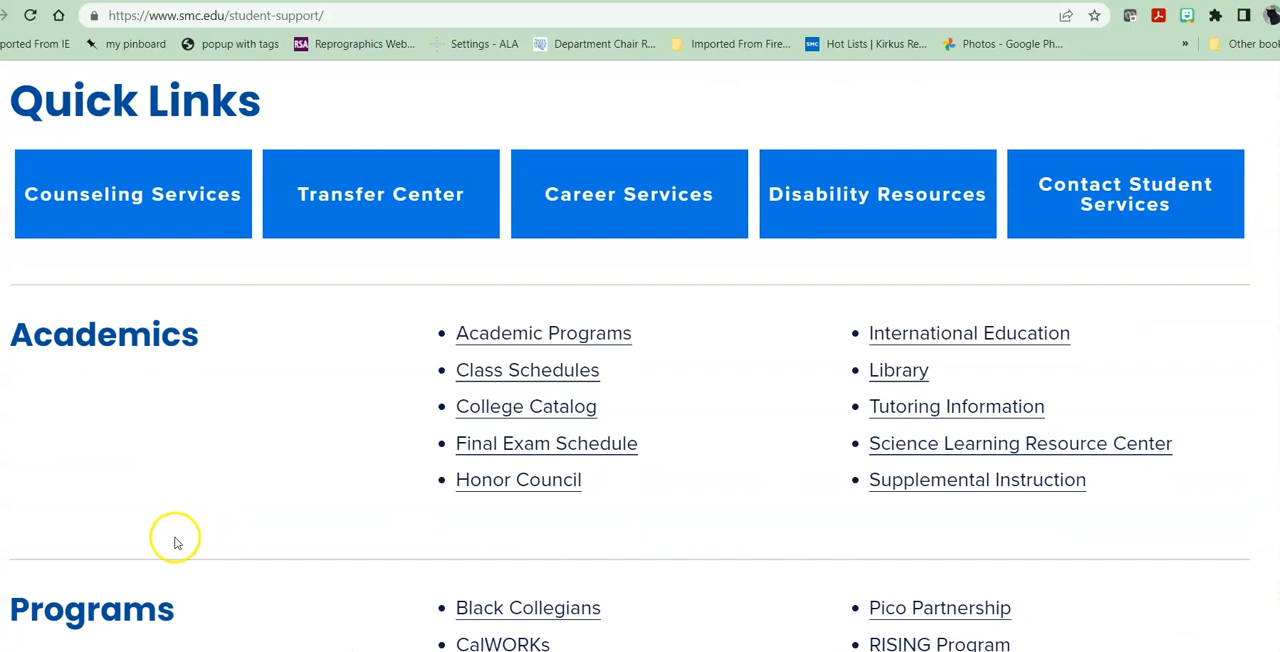 https://www.smc.edu/student-support/
ported From IE my pinboard popup with tags RSA Reprographics Web... Settings - ALA Department Chair R... Imported From Fire... SMC Hot Lists | Kirkus Re... Photos - Google Ph... » Other book
Quick Links
Counseling Services Transfer Center Career Services Disability Resources Contact Student
Services
Academics
• Academic Programs
• Class Schedules
• College Catalog
• Final Exam Schedule
• Honor Council
• International Education
• Library
• Tutoring Information
• Science Learning Resource Center
• Supplemental Instruction
Programs
• Black Collegians
• CalWORKs
• Pico Partnership
• RISING Program